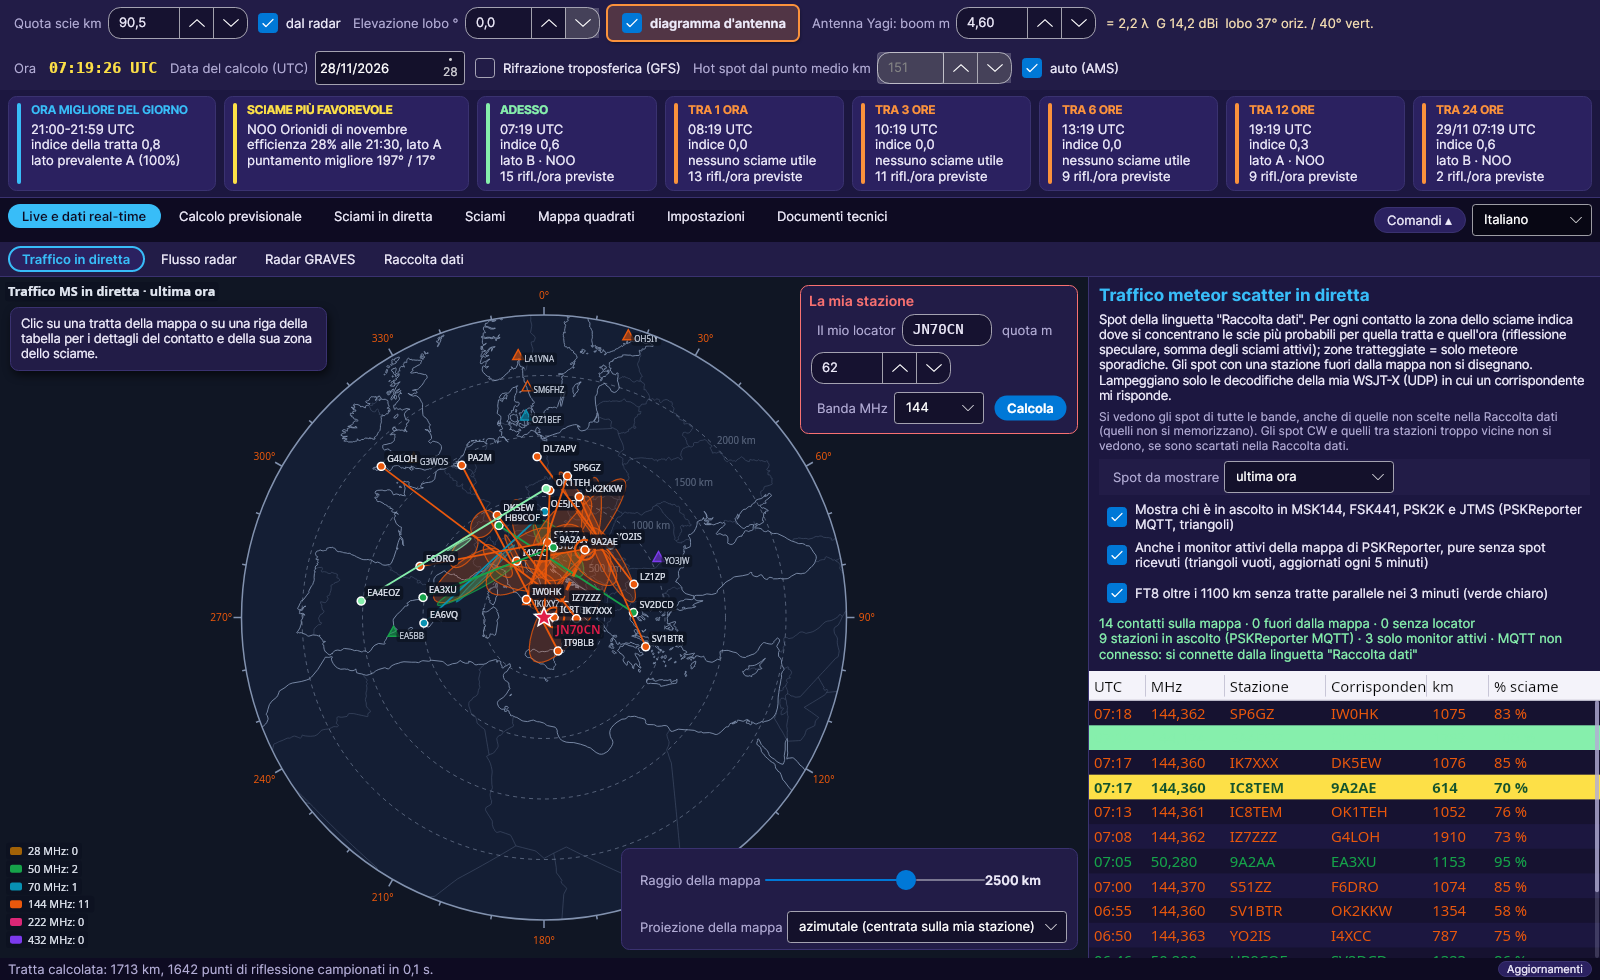 Quota scie km 90,5 dal radar Elevazione lobo ° 0,0 diagramma d'antenna Antenna Yagi: boom m 4,60 = 2,2 λ G 14,2 dBi lobo 37° oriz. / 40° vert.
Ora 07:19:26 UTC Data del calcolo (UTC) 28/11/2026 28 Rifrazione troposferica (GFS) Hot spot dal punto medio km 151 auto (AMS)
ORA MIGLIORE DEL GIORNO
21:00-21:59 UTC
indice della tratta 0,8
lato prevalente A (100%)
SCIAME PIÙ FAVOREVOLE
NOO Orionidi di novembre
efficienza 28% alle 21:30, lato A
puntamento migliore 197° / 17°
ADESSO
07:19 UTC
indice 0,6
lato B · NOO
15 rifl./ora previste
TRA 1 ORA
08:19 UTC
indice 0,0
nessuno sciame utile
13 rifl./ora previste
TRA 3 ORE
10:19 UTC
indice 0,0
nessuno sciame utile
11 rifl./ora previste
TRA 6 ORE
13:19 UTC
indice 0,0
nessuno sciame utile
9 rifl./ora previste
TRA 12 ORE
19:19 UTC
indice 0,3
lato A · NOO
9 rifl./ora previste
TRA 24 ORE
29/11 07:19 UTC
indice 0,6
lato B · NOO
2 rifl./ora previste
Live e dati real-time Calcolo previsionale Sciami in diretta Sciami Mappa quadrati Impostazioni Documenti tecnici Comandi ▴ Italiano
Traffico in diretta Flusso radar Radar GRAVES Raccolta dati
Traffico MS in diretta · ultima ora
Clic su una tratta della mappa o su una riga della
tabella per i dettagli del contatto e della sua zona
dello sciame.
La mia stazione
Il mio locator JN70CN quota m
62
Banda MHz 144 Calcola
0°
330° 30°
300° 60°
270° 90°
240° 120°
210°
180°
2000 km
1500 km
1000 km
500 km
OH5LY
LA1VNA
SM6FHZ
OZ1BEF
DL7APV
G4LOH G3WOS PA2M
SP6GZ
OK1TEH OK2KKW
DK5EW OE5JFL
HB9COF
9A2AA 9A2AE YO2IS
I4XCC
YO3JW
F6DRO
LZ1ZP
EA4EOZ EA3XU
IW0HK
IZ7ZZZ SV2DCD
IC8T IK7XXX
EA6VQ
JN70CN
EA5BB
SV1BTR
IT9BLB
28 MHz: 0
50 MHz: 2
70 MHz: 1
144 MHz: 11
222 MHz: 0
432 MHz: 0
Raggio della mappa 2500 km
Proiezione della mappa azimutale (centrata sulla mia stazione)
Traffico meteor scatter in diretta
Spot della linguetta "Raccolta dati". Per ogni contatto la zona dello sciame indica
dove si concentrano le scie più probabili per quella tratta e quell'ora (riflessione
speculare, somma degli sciami attivi); zone tratteggiate = solo meteore
sporadiche. Gli spot con una stazione fuori dalla mappa non si disegnano.
Lampeggiano solo le decodifiche della mia WSJT-X (UDP) in cui un corrispondente
mi risponde.
Si vedono gli spot di tutte le bande, anche di quelle non scelte nella Raccolta dati
(quelli non si memorizzano). Gli spot CW e quelli tra stazioni troppo vicine non si
vedono, se sono scartati nella Raccolta dati.
Spot da mostrare ultima ora
Mostra chi è in ascolto in MSK144, FSK441, PSK2K e JTMS (PSKReporter
MQTT, triangoli)
Anche i monitor attivi della mappa di PSKReporter, pure senza spot
ricevuti (triangoli vuoti, aggiornati ogni 5 minuti)
FT8 oltre i 1100 km senza tratte parallele nei 3 minuti (verde chiaro)
14 contatti sulla mappa · 0 fuori dalla mappa · 0 senza locator
9 stazioni in ascolto (PSKReporter MQTT) · 3 solo monitor attivi · MQTT non
connesso: si connette dalla linguetta "Raccolta dati"
UTC MHz Stazione Corrisponden km % sciame
07:18 144,362 SP6GZ IW0HK 1075 83 %
07:17 144,360 IK7XXX DK5EW 1076 85 %
07:17 144,360 IC8TEM 9A2AE 614 70 %
07:13 144,361 IC8TEM OK1TEH 1052 76 %
07:08 144,362 IZ7ZZZ G4LOH 1910 73 %
07:05 50,280 9A2AA EA3XU 1153 95 %
07:00 144,370 S51ZZ F6DRO 1074 85 %
06:55 144,360 SV1BTR OK2KKW 1354 58 %
06:50 144,363 YO2IS I4XCC 787 75 %
Tratta calcolata: 1713 km, 1642 punti di riflessione campionati in 0,1 s.
Aggiornamenti